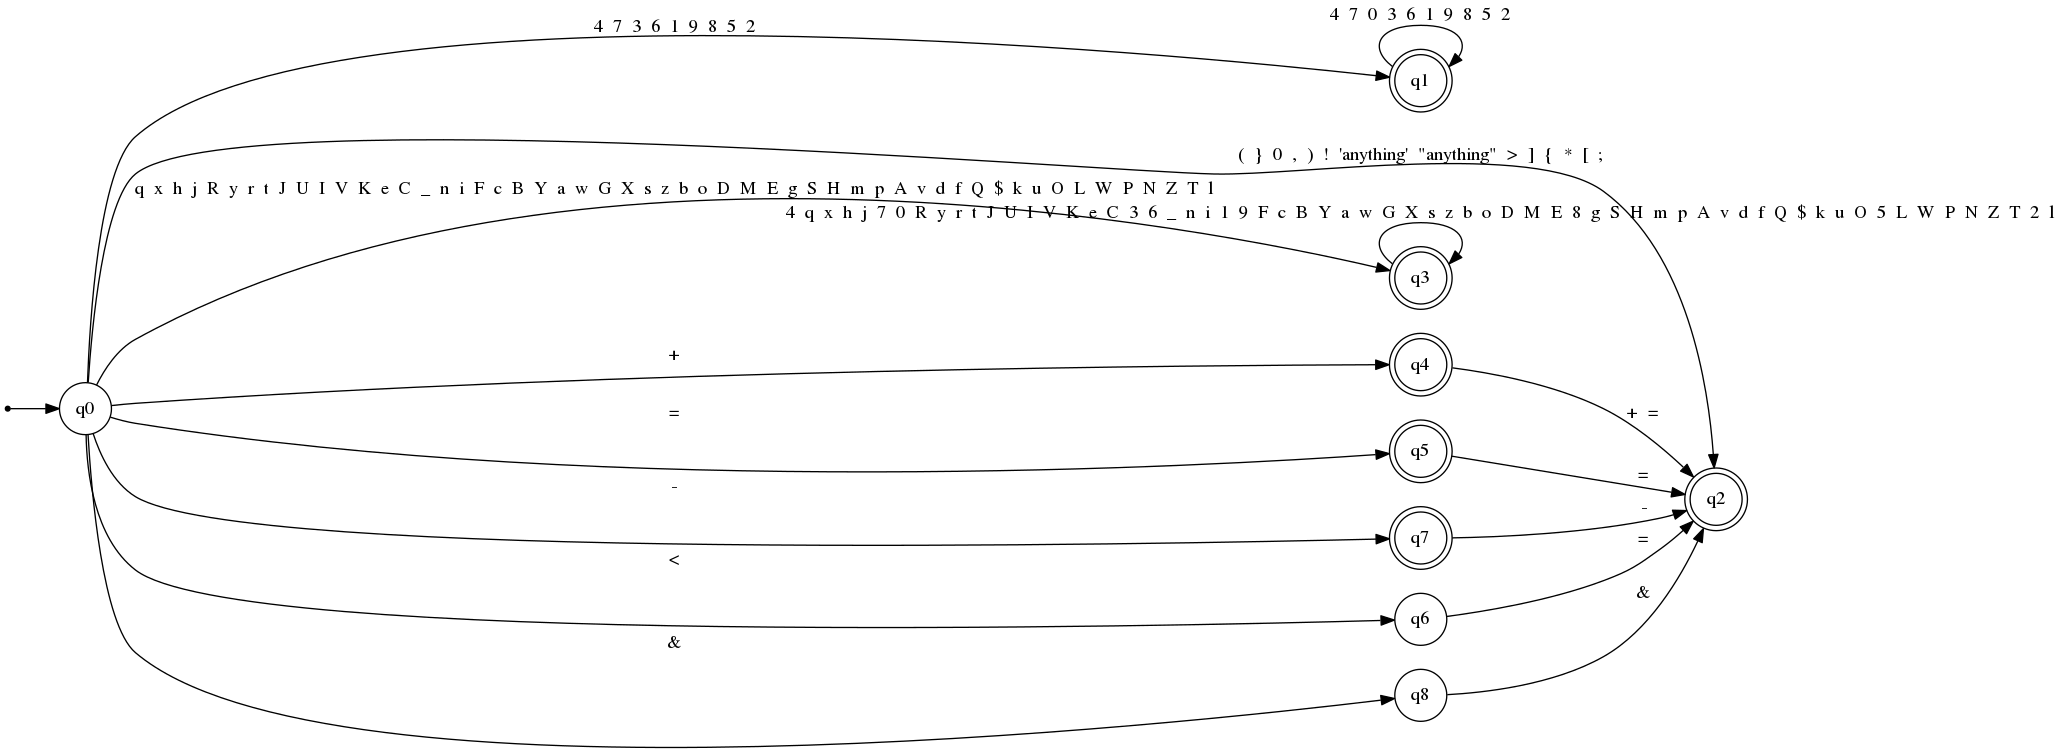 4 7 3 6 1 9 8 5 2
4 7 0 3 6 1 9 8 5 2
q1
( } 0 , ) ! 'anything' "anything" > ] { * [ ;
q x h j R y r t J U I V K e C _ n i F c B Y a w G X s z b o D M E g S H m p A v d f Q $ k u O L W P N Z T l
4 q x h j 7 0 R y r t J U I V K e C 3 6 _ n i 1 9 F c B Y a w G X s z b o D M E 8 g S H m p A v d f Q $ k u O 5 L W P N Z T 2 l
q3
+
q4
q0
=
+ =
q5
=
-
q2
-
q7
=
<
&
q6
&
q8